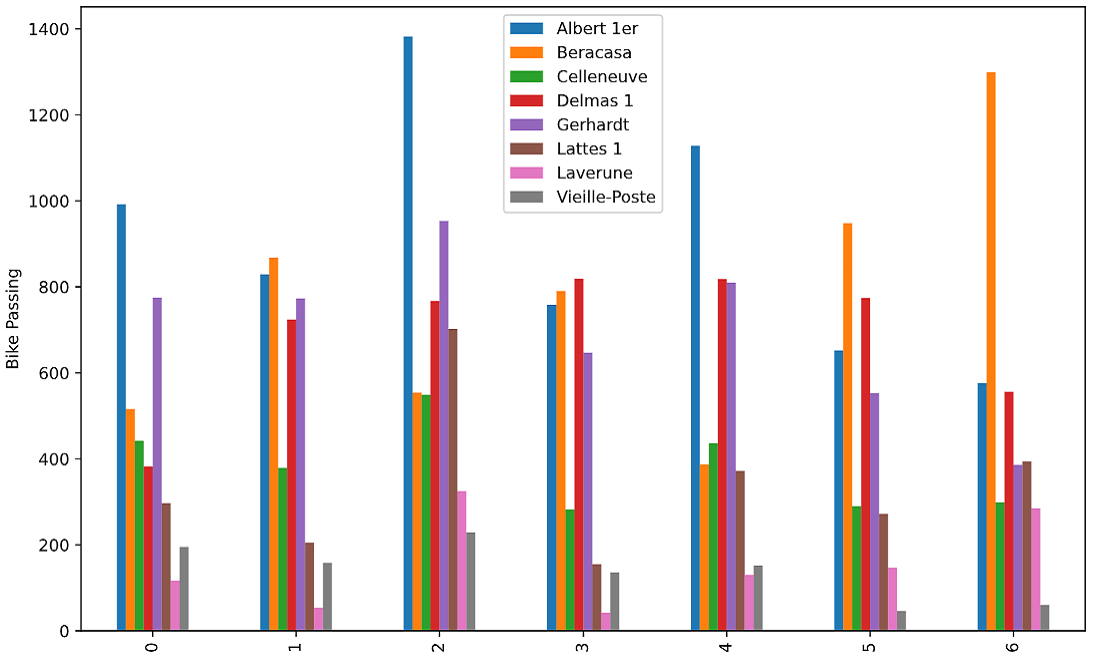 1400
1200
1000
800
600
400
200
0
Bike Passing
Albert 1er
Beracasa
Celleneuve
Delmas 1
Gerhardt
Lattes 1
Laverune
Vieille-Poste
0
1
2
3
4
5
6